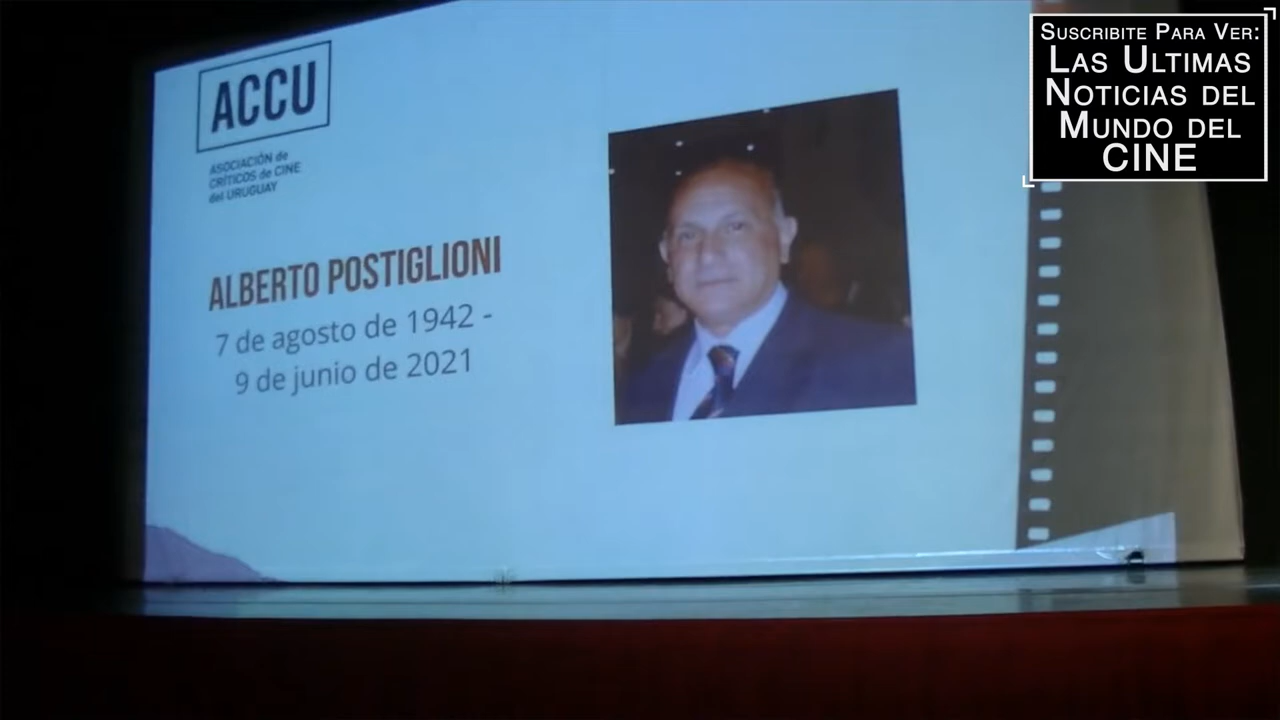 ACCU
ASOCIACIÓN de
CRÍTICOS de CINE
del URUGUAY
ALBERTO POSTIGLIONI
7 de agosto de 1942 -
9 de junio de 2021
SUSCRIBITE PARA VER:
LAS ULTIMAS
NOTICIAS DEL
MUNDO DEL
CINE